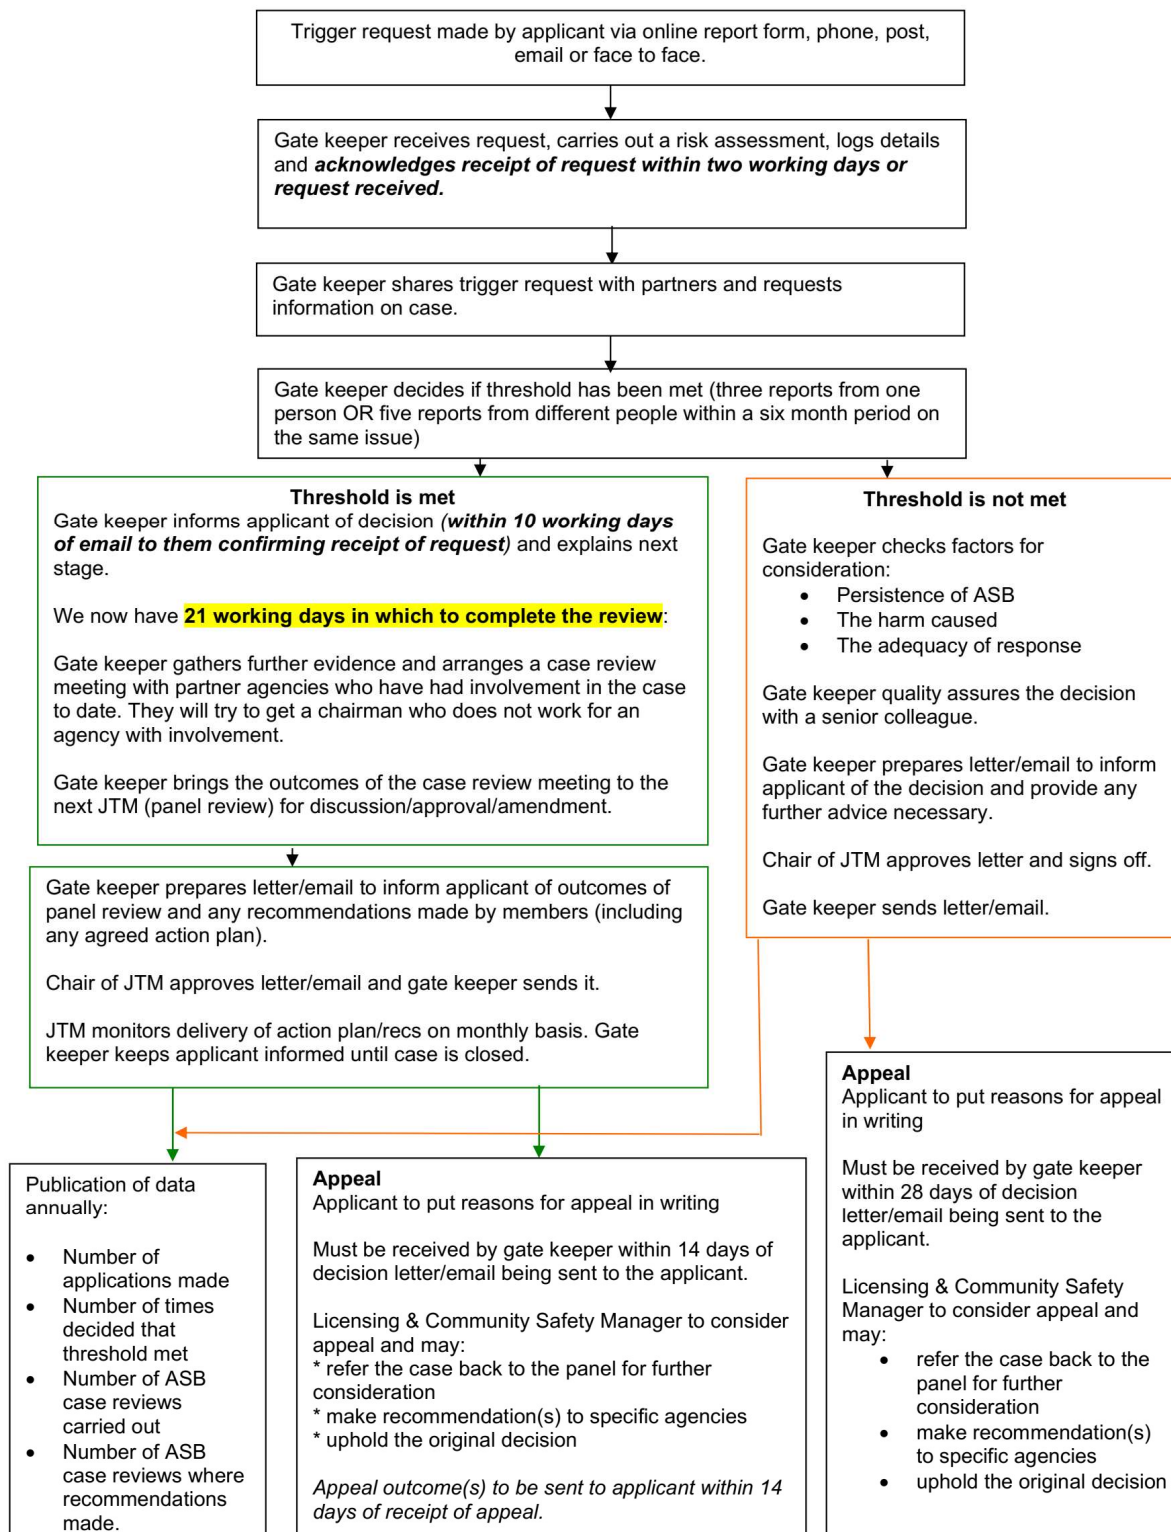 Trigger request made by applicant via online report form, phone, post,
email or face to face.
Gate keeper receives request, carries out a risk assessment, logs details
and acknowledges receipt of request within two working days or
request received.
Gate keeper shares trigger request with partners and requests
information on case.
Gate keeper decides if threshold has been met (three reports from one
person OR five reports from different people within a six month period on
the same issue)
Threshold is met
Gate keeper informs applicant of decision (within 10 working days
of email to them confirming receipt of request) and explains next
stage.
We now have 21 working days in which to complete the review:
Gate keeper gathers further evidence and arranges a case review
meeting with partner agencies who have had involvement in the case
to date. They will try to get a chairman who does not work for an
agency with involvement.
Gate keeper brings the outcomes of the case review meeting to the
next JTM (panel review) for discussion/approval/amendment.
Threshold is not met
Gate keeper checks factors for
consideration:
• Persistence of ASB
• The harm caused
• The adequacy of response
Gate keeper quality assures the decision
with a senior colleague.
Gate keeper prepares letter/email to inform
applicant of the decision and provide any
further advice necessary.
Chair of JTM approves letter and signs off.
Gate keeper sends letter/email.
Gate keeper prepares letter/email to inform applicant of outcomes of
panel review and any recommendations made by members (including
any agreed action plan).
Chair of JTM approves letter/email and gate keeper sends it.
JTM monitors delivery of action plan/recs on monthly basis. Gate
keeper keeps applicant informed until case is closed.
Publication of data
annually:
• Number of
applications made
• Number of times
decided that
threshold met
• Number of ASB
case reviews
carried out
• Number of ASB
case reviews where
recommendations
made.
Appeal
Applicant to put reasons for appeal in writing
Must be received by gate keeper within 14 days of
decision letter/email being sent to the applicant.
Licensing & Community Safety Manager to consider
appeal and may:
* refer the case back to the panel for further
consideration
* make recommendation(s) to specific agencies
* uphold the original decision
Appeal outcome(s) to be sent to applicant within 14
days of receipt of appeal.
Appeal
Applicant to put reasons for appeal
in writing
Must be received by gate keeper
within 28 days of decision
letter/email being sent to the
applicant.
Licensing & Community Safety
Manager to consider appeal and
may:
• refer the case back to the
panel for further
consideration
• make recommendation(s)
to specific agencies
• uphold the original decision